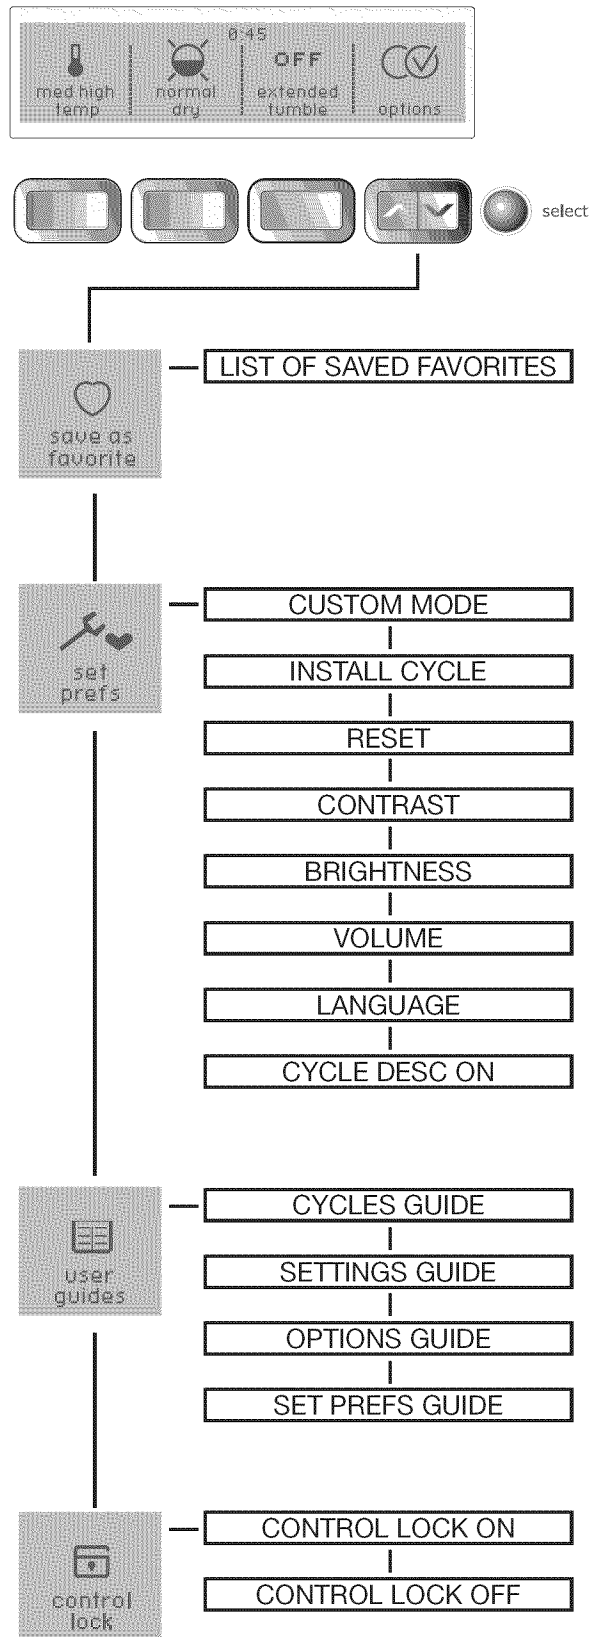 0:45
OFF
med high
temp
normal
dry
extended
tumble
options
select
LIST OF SAVED FAVORITES
save as
favorite
CUSTOM MODE
set
prefs
INSTALL CYCLE
RESET
CONTRAST
BRIGHTNESS
VOLUME
LANGUAGE
CYCLE DESC ON
CYCLES GUIDE
user
guides
SETTINGS GUIDE
OPTIONS GUIDE
SET PREFS GUIDE
CONTROL LOCK ON
control
lock
CONTROL LOCK OFF